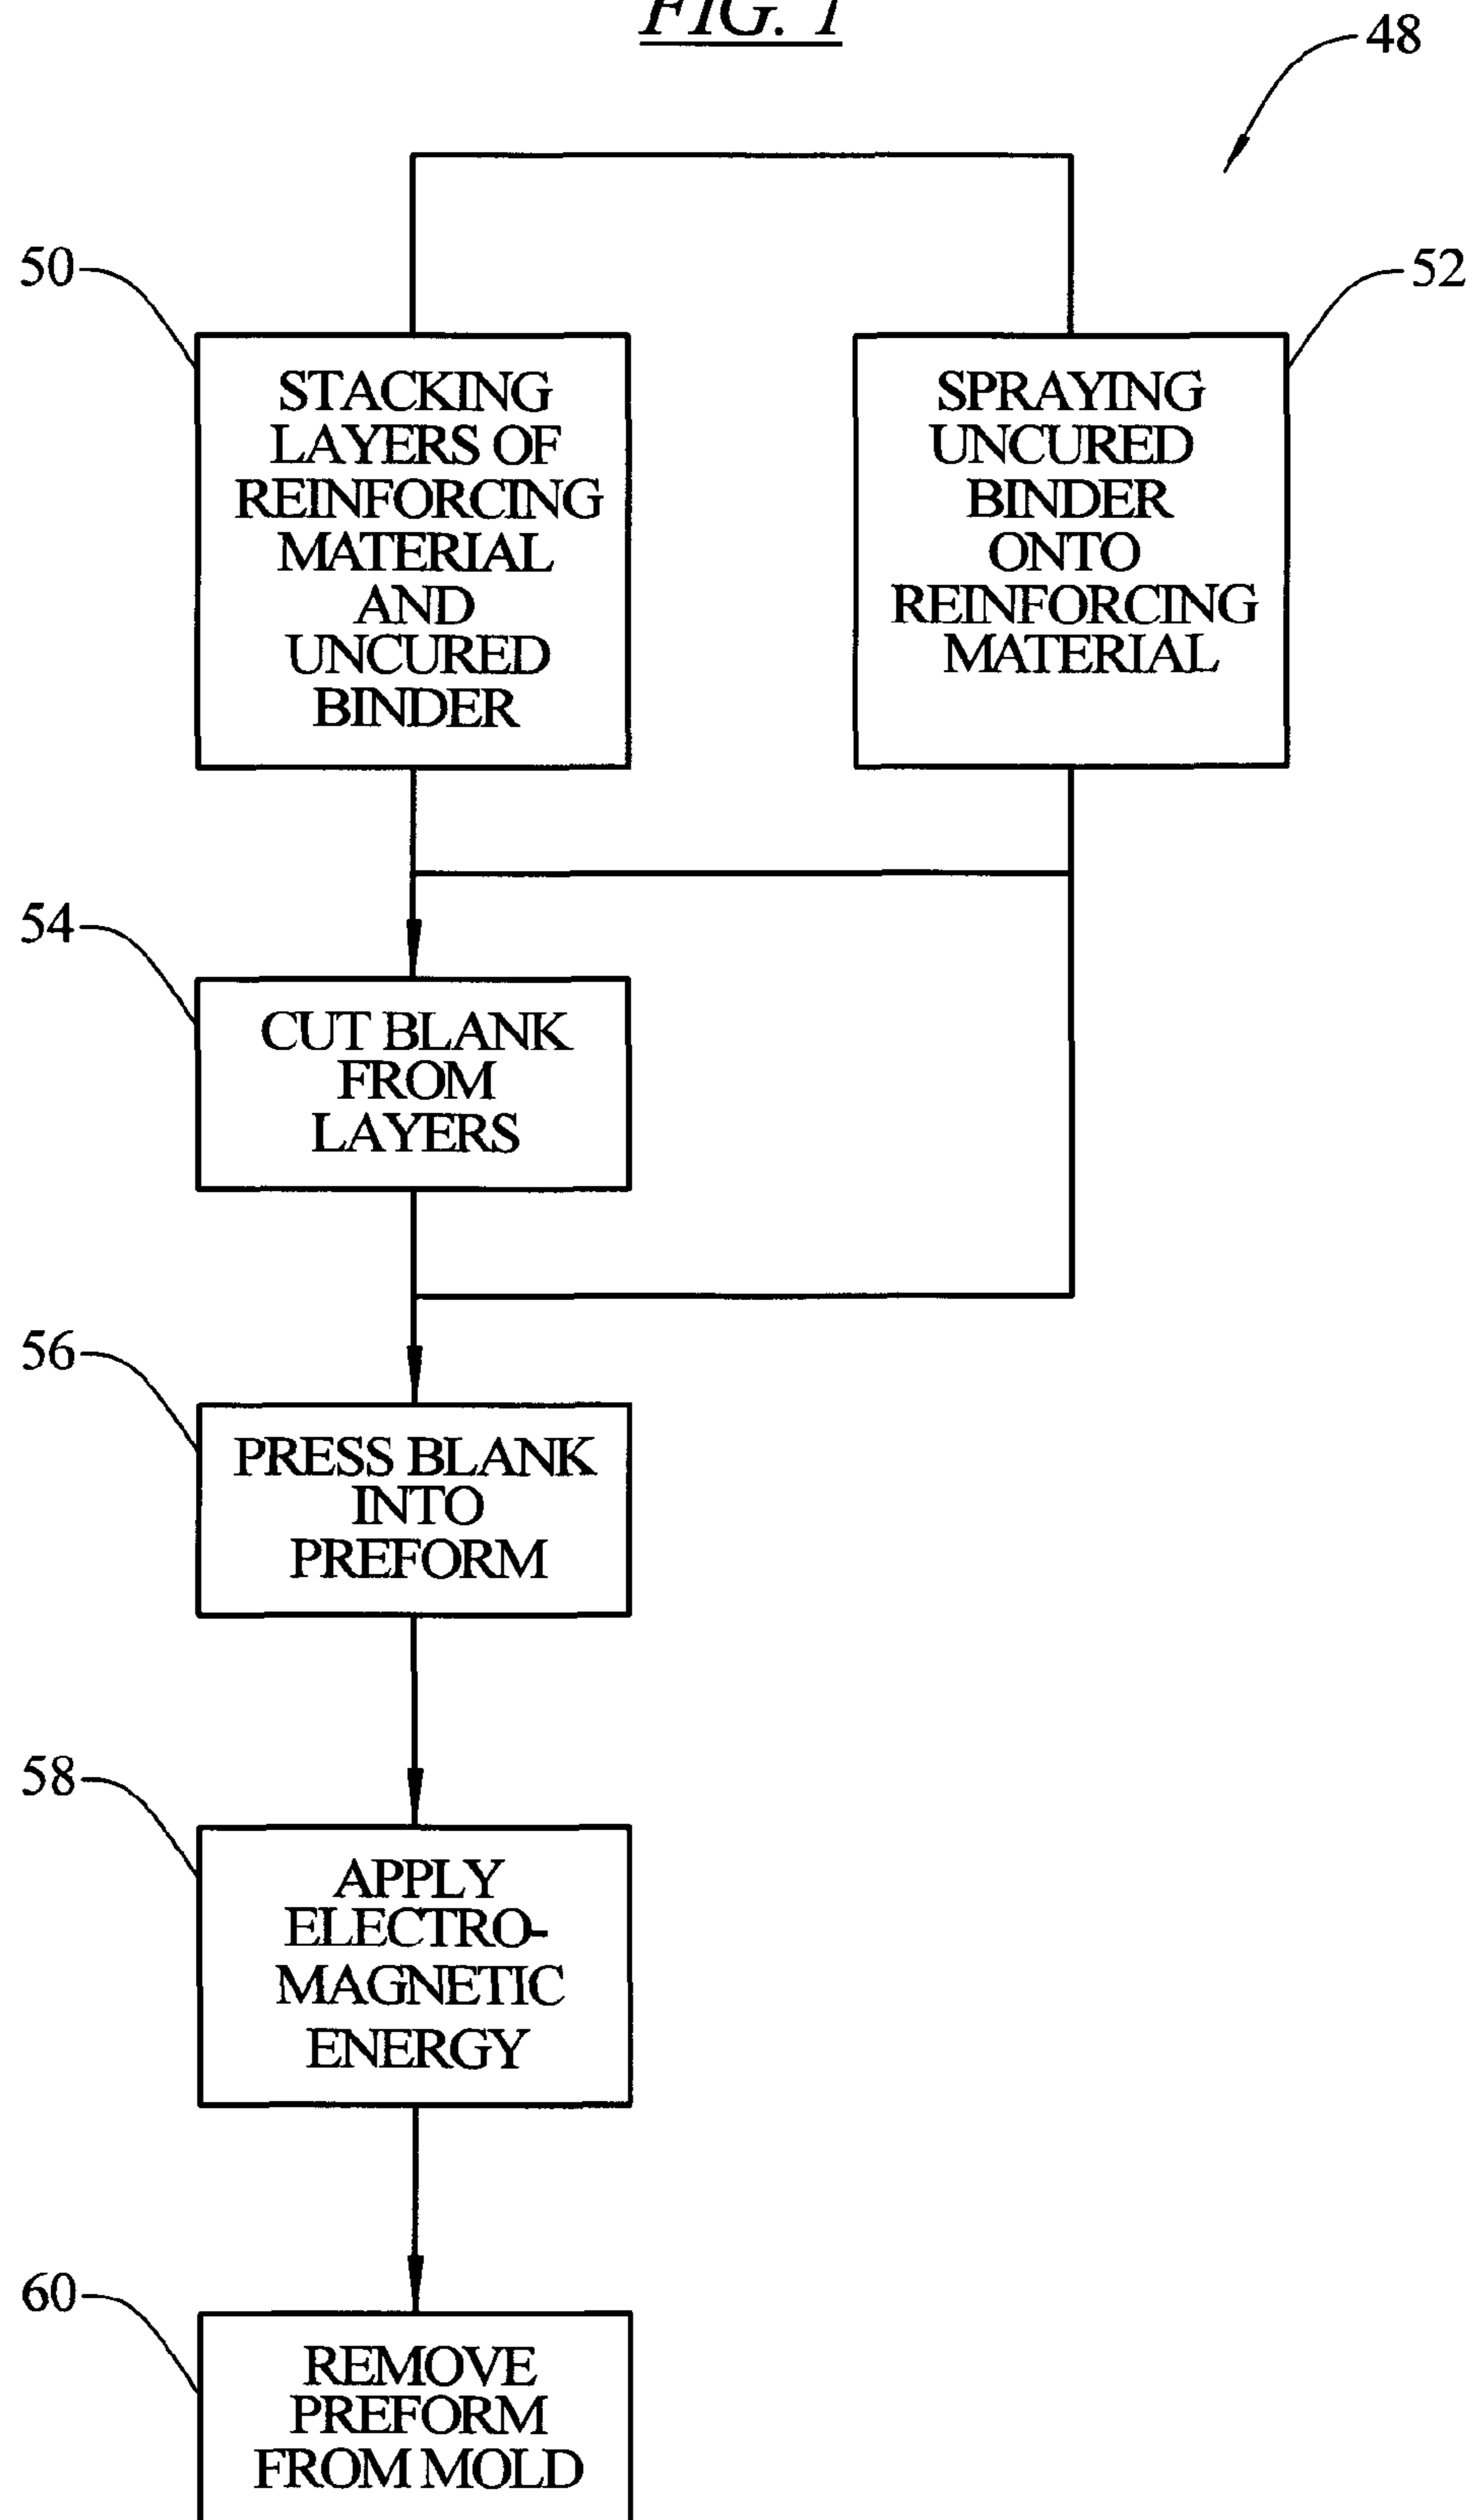 FIG. 1
48
50
52
STACKING
LAYERS OF
REINFORCING
MATERIAL
AND
UNCURED
BINDER
SPRAYING
UNCURED
BINDER
ONTO
REINFORCING
MATERIAL
54
CUT BLANK
FROM
LAYERS
56
PRESS BLANK
INTO
PREFORM
58
APPLY
ELECTRO-
MAGNETIC
ENERGY
60
REMOVE
PREFORM
FROM MOLD